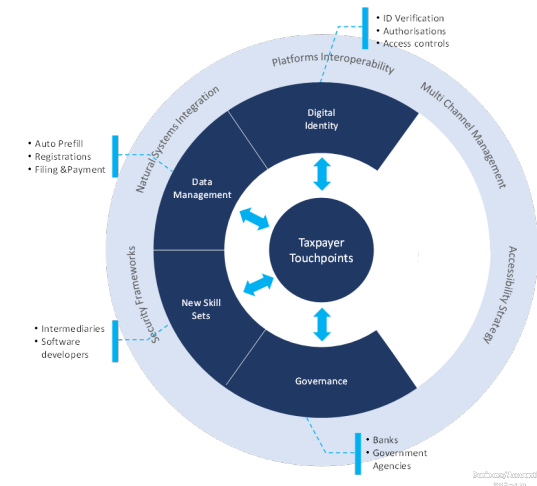 • ID Verification
• Authorisations
• Access controls
Platforms Interoperability
Multi Channel Management
Natural Systems Integration
Digital
Identity
• Auto Prefill
• Registrations
• Filing &Payment
Data
Management
Taxpayer
Touchpoints
Accessibility Strategy
Security Frameworks
New Skill
Sets
• Intermediaries
• Software
developers
Governance
• Banks
• Government
Agencies